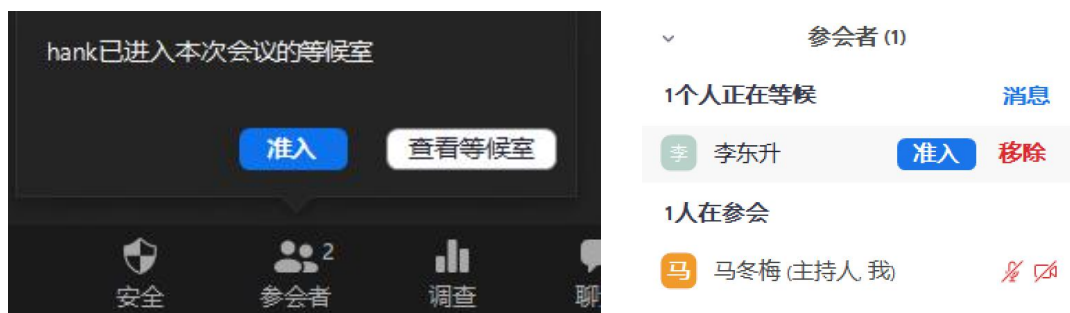 hank已进入本次会议的等候室
准入
查看等候室
2
安全
参会者
调查
参会者 (1)
1个人正在等候
消息
李
李东升
准入
移除
1人在参会
马
马冬梅 (主持人, 我)